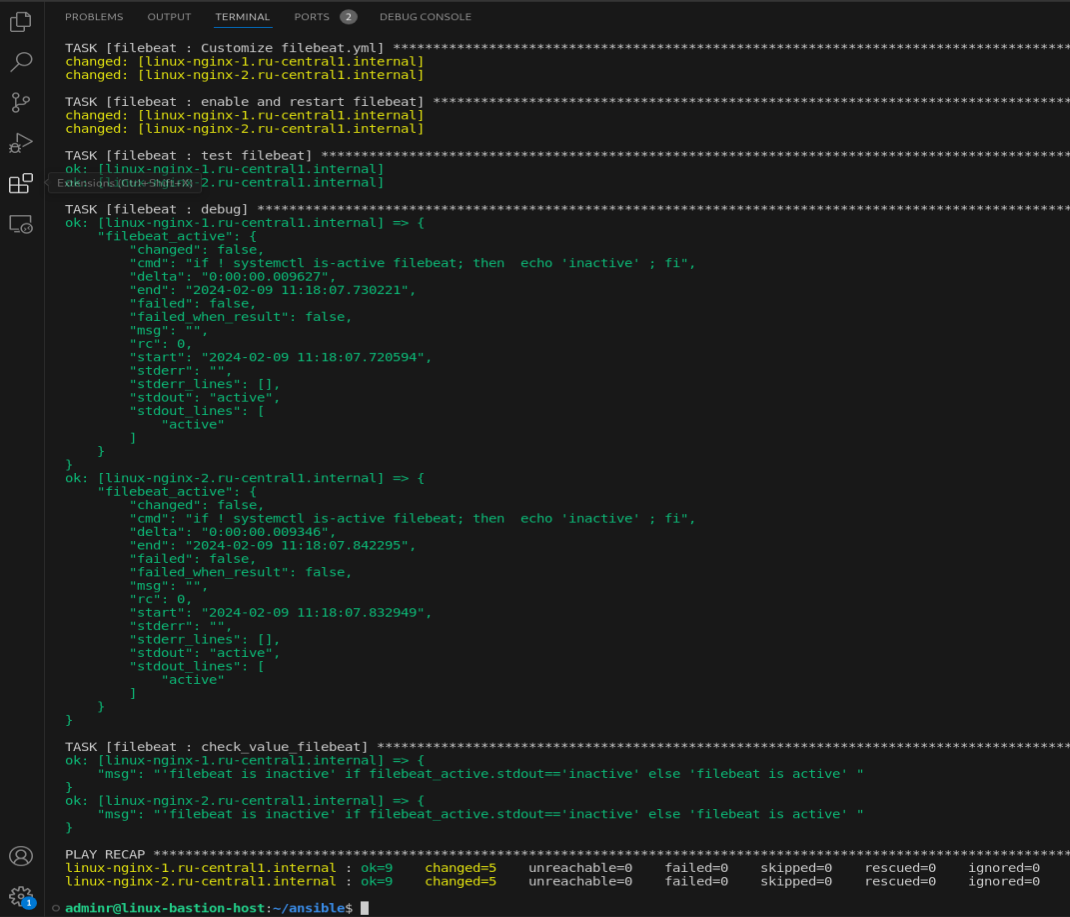 PROBLEMS OUTPUT TERMINAL PORTS 2 DEBUG CONSOLE
TASK [filebeat : Customize filebeat.yml] *************************************************************************************
changed: [linux-nginx-1.ru-central1.internal]
changed: [linux-nginx-2.ru-central1.internal]
TASK [filebeat : enable and restart filebeat] ********************************************************************************
changed: [linux-nginx-1.ru-central1.internal]
changed: [linux-nginx-2.ru-central1.internal]
TASK [filebeat : test filebeat] **********************************************************************************************
ok: [linux-nginx-1.ru-central1.internal]
Extensions (Ctrl+Shift+X)
ok: [linux-nginx-2.ru-central1.internal]
TASK [filebeat : debug] ******************************************************************************************************
ok: [linux-nginx-1.ru-central1.internal] => {
    "filebeat_active": {
        "changed": false,
        "cmd": "if ! systemctl is-active filebeat; then  echo 'inactive' ; fi",
        "delta": "0:00:00.009627",
        "end": "2024-02-09 11:18:07.730221",
        "failed": false,
        "failed_when_result": false,
        "msg": "",
        "rc": 0,
        "start": "2024-02-09 11:18:07.720594",
        "stderr": "",
        "stderr_lines": [],
        "stdout": "active",
        "stdout_lines": [
            "active"
        ]
    }
}
ok: [linux-nginx-2.ru-central1.internal] => {
    "filebeat_active": {
        "changed": false,
        "cmd": "if ! systemctl is-active filebeat; then  echo 'inactive' ; fi",
        "delta": "0:00:00.009346",
        "end": "2024-02-09 11:18:07.842295",
        "failed": false,
        "failed_when_result": false,
        "msg": "",
        "rc": 0,
        "start": "2024-02-09 11:18:07.832949",
        "stderr": "",
        "stderr_lines": [],
        "stdout": "active",
        "stdout_lines": [
            "active"
        ]
    }
}
TASK [filebeat : check_value_filebeat] ***************************************************************************************
ok: [linux-nginx-1.ru-central1.internal] => {
    "msg": "'filebeat is inactive' if filebeat_active.stdout=='inactive' else 'filebeat is active' "
}
ok: [linux-nginx-2.ru-central1.internal] => {
    "msg": "'filebeat is inactive' if filebeat_active.stdout=='inactive' else 'filebeat is active' "
}
PLAY RECAP *******************************************************************************************************************
linux-nginx-1.ru-central1.internal : ok=9    changed=5    unreachable=0    failed=0    skipped=0    rescued=0    ignored=0
linux-nginx-2.ru-central1.internal : ok=9    changed=5    unreachable=0    failed=0    skipped=0    rescued=0    ignored=0
1
adminr@linux-bastion-host:~/ansible$